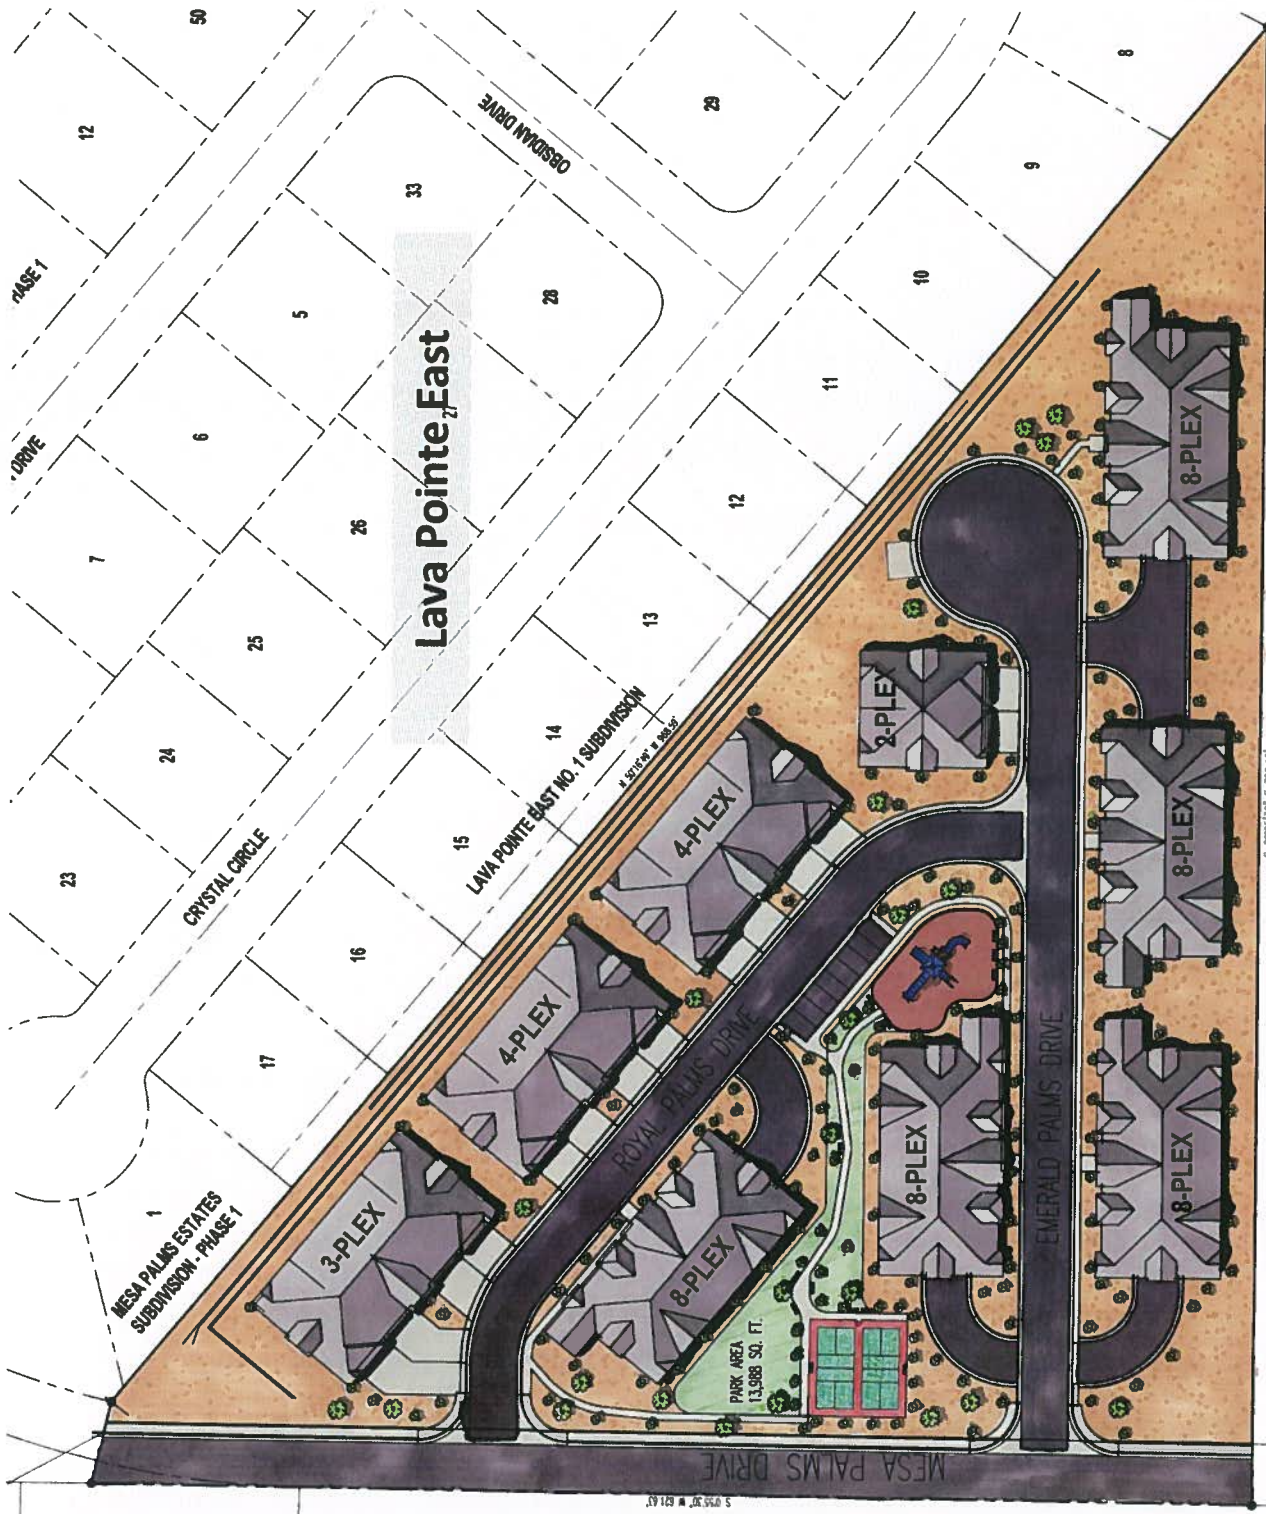 50
12
29
8
HASE 1
33
9
5
28
10
OBSIDIAN DRIVE
DRIVE
6
Lava Pointe East
27
11
7
26
12
25
13
24
14
LAVA POINTE EAST NO. 1 SUBDIVISION
23
CRYSTAL CIRCLE
15
16
17
1
MESA PALMS ESTATES
SUBDIVISION - PHASE 1
8-PLEX
2-PLEX
4-PLEX
8-PLEX
4-PLEX
ROYAL PALMS DRIVE
EMERALD PALMS DRIVE
3-PLEX
8-PLEX
8-PLEX
8-PLEX
PARK AREA
13,988 SQ. FT.
MESA PALMS DRIVE